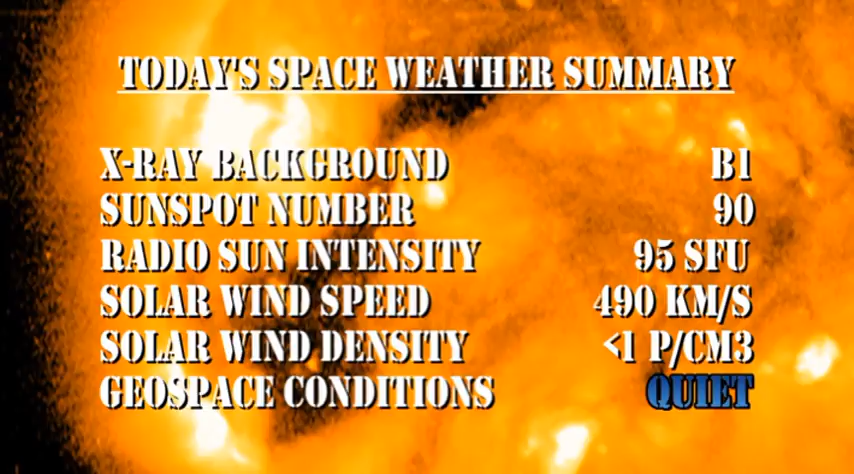 TODAY'S SPACE WEATHER SUMMARY
X-RAY BACKGROUND B1
SUNSPOT NUMBER 90
RADIO SUN INTENSITY 95 SFU
SOLAR WIND SPEED 490 KM/S
SOLAR WIND DENSITY <1 P/CM3
GEOSPACE CONDITIONS QUIET